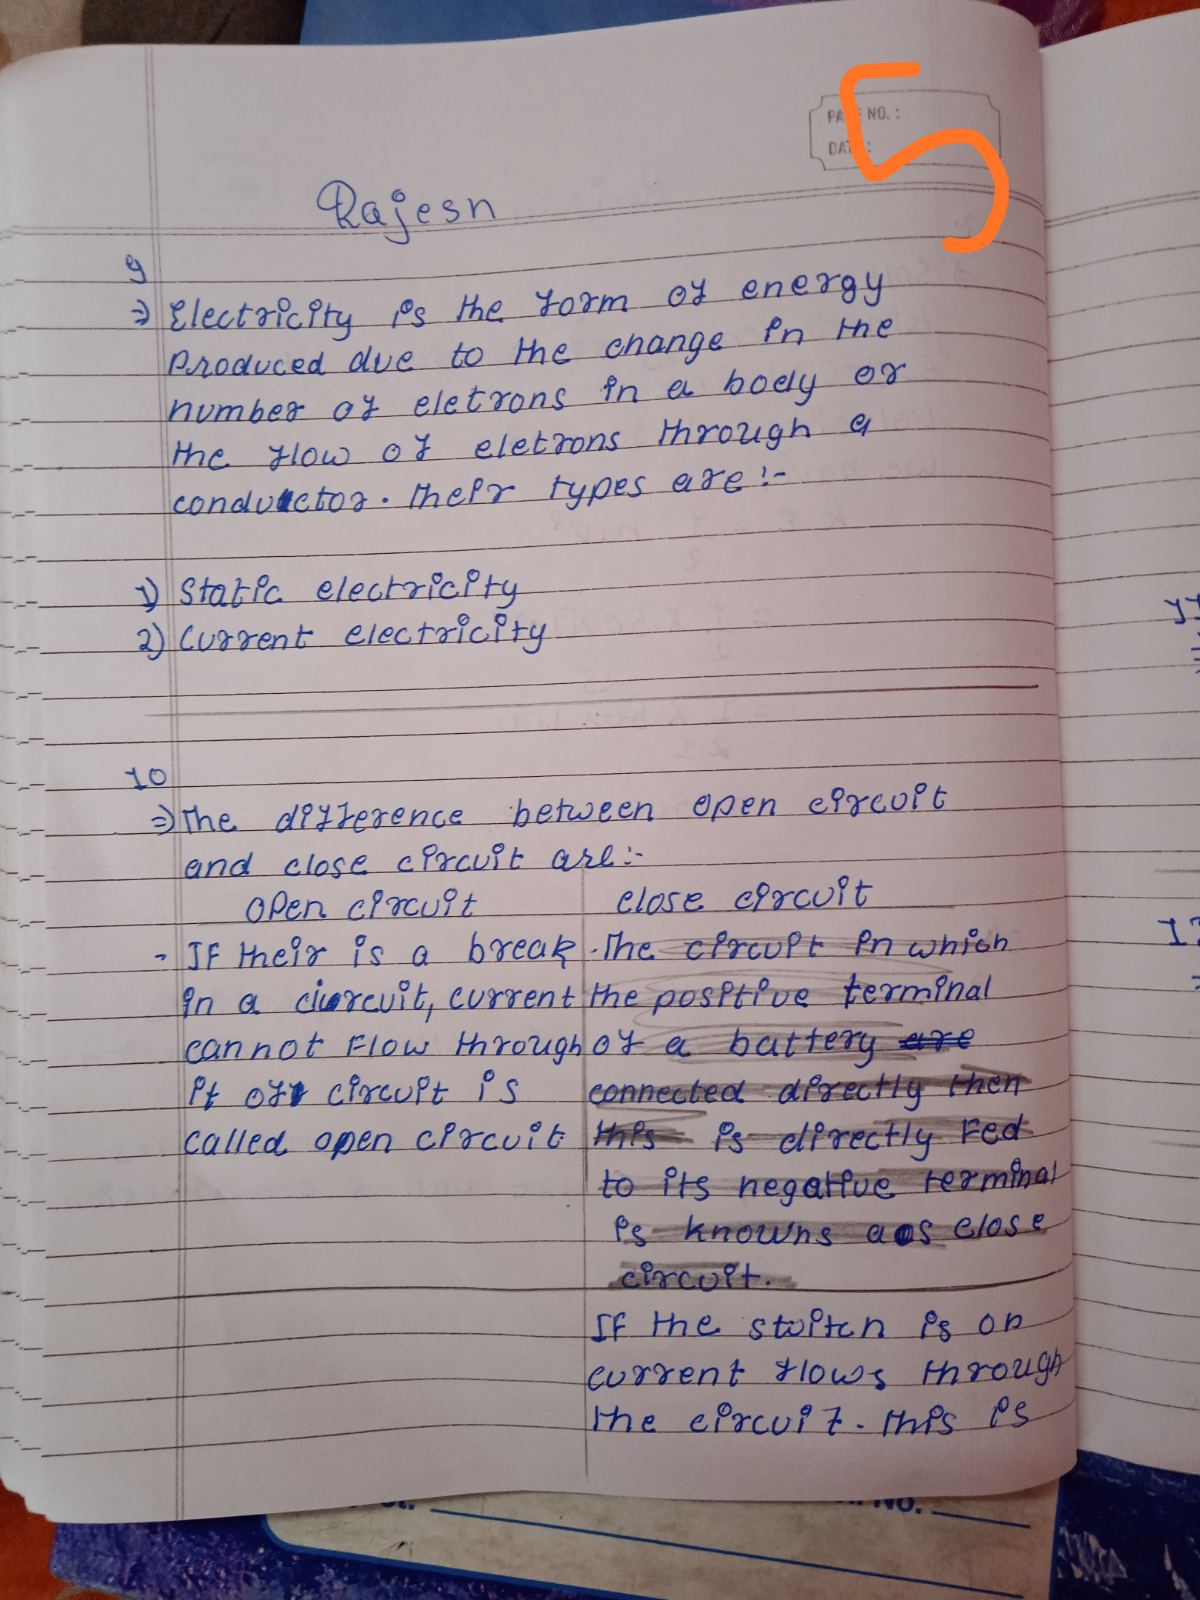 5
PAGE NO.:
DATE:
Rajesh
9
⇒ Electricity is the form of energy
produced due to the change in the
number of eletrons in a body or
the flow of eletrons through a
conductor. Their types are :-
1) Static electricity
2) Current electricity
10
⇒ The difference between open circuit
and close circuit are:-
Open circuit
- IF their is a break
in a ciurcuit, current
cannot Flow through
it of circuit is
called open circuit
close circuit
- The circuit in which
the positive terminal
of a battery are
connected directly then
this is directly Fed
to its negative terminal
is knowns aos close
circuit.
IF the stoitch is on
current flows through
the circuit. This is
NO.